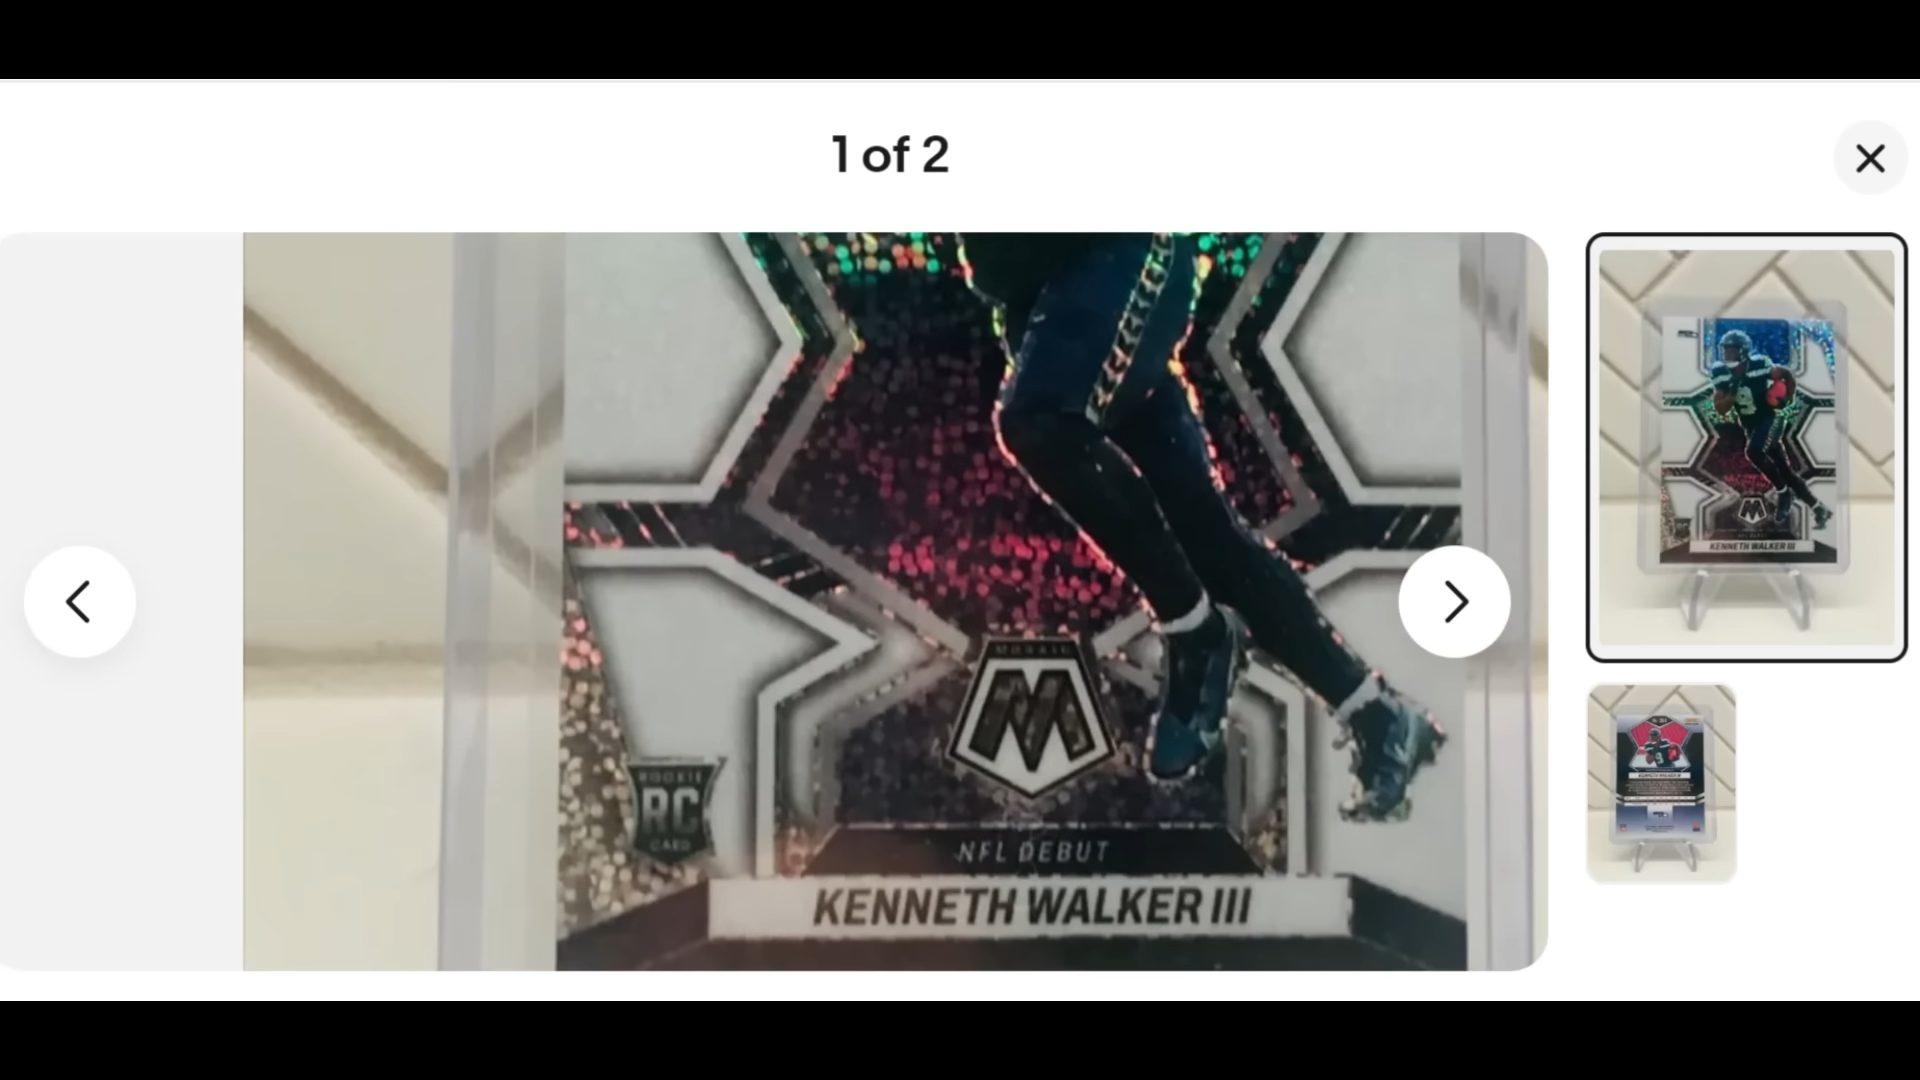 1 of 2
MOSAIC
M
ROOKIE
RC
CARD
NFL DEBUT
KENNETH WALKER III
KENNETH WALKER III